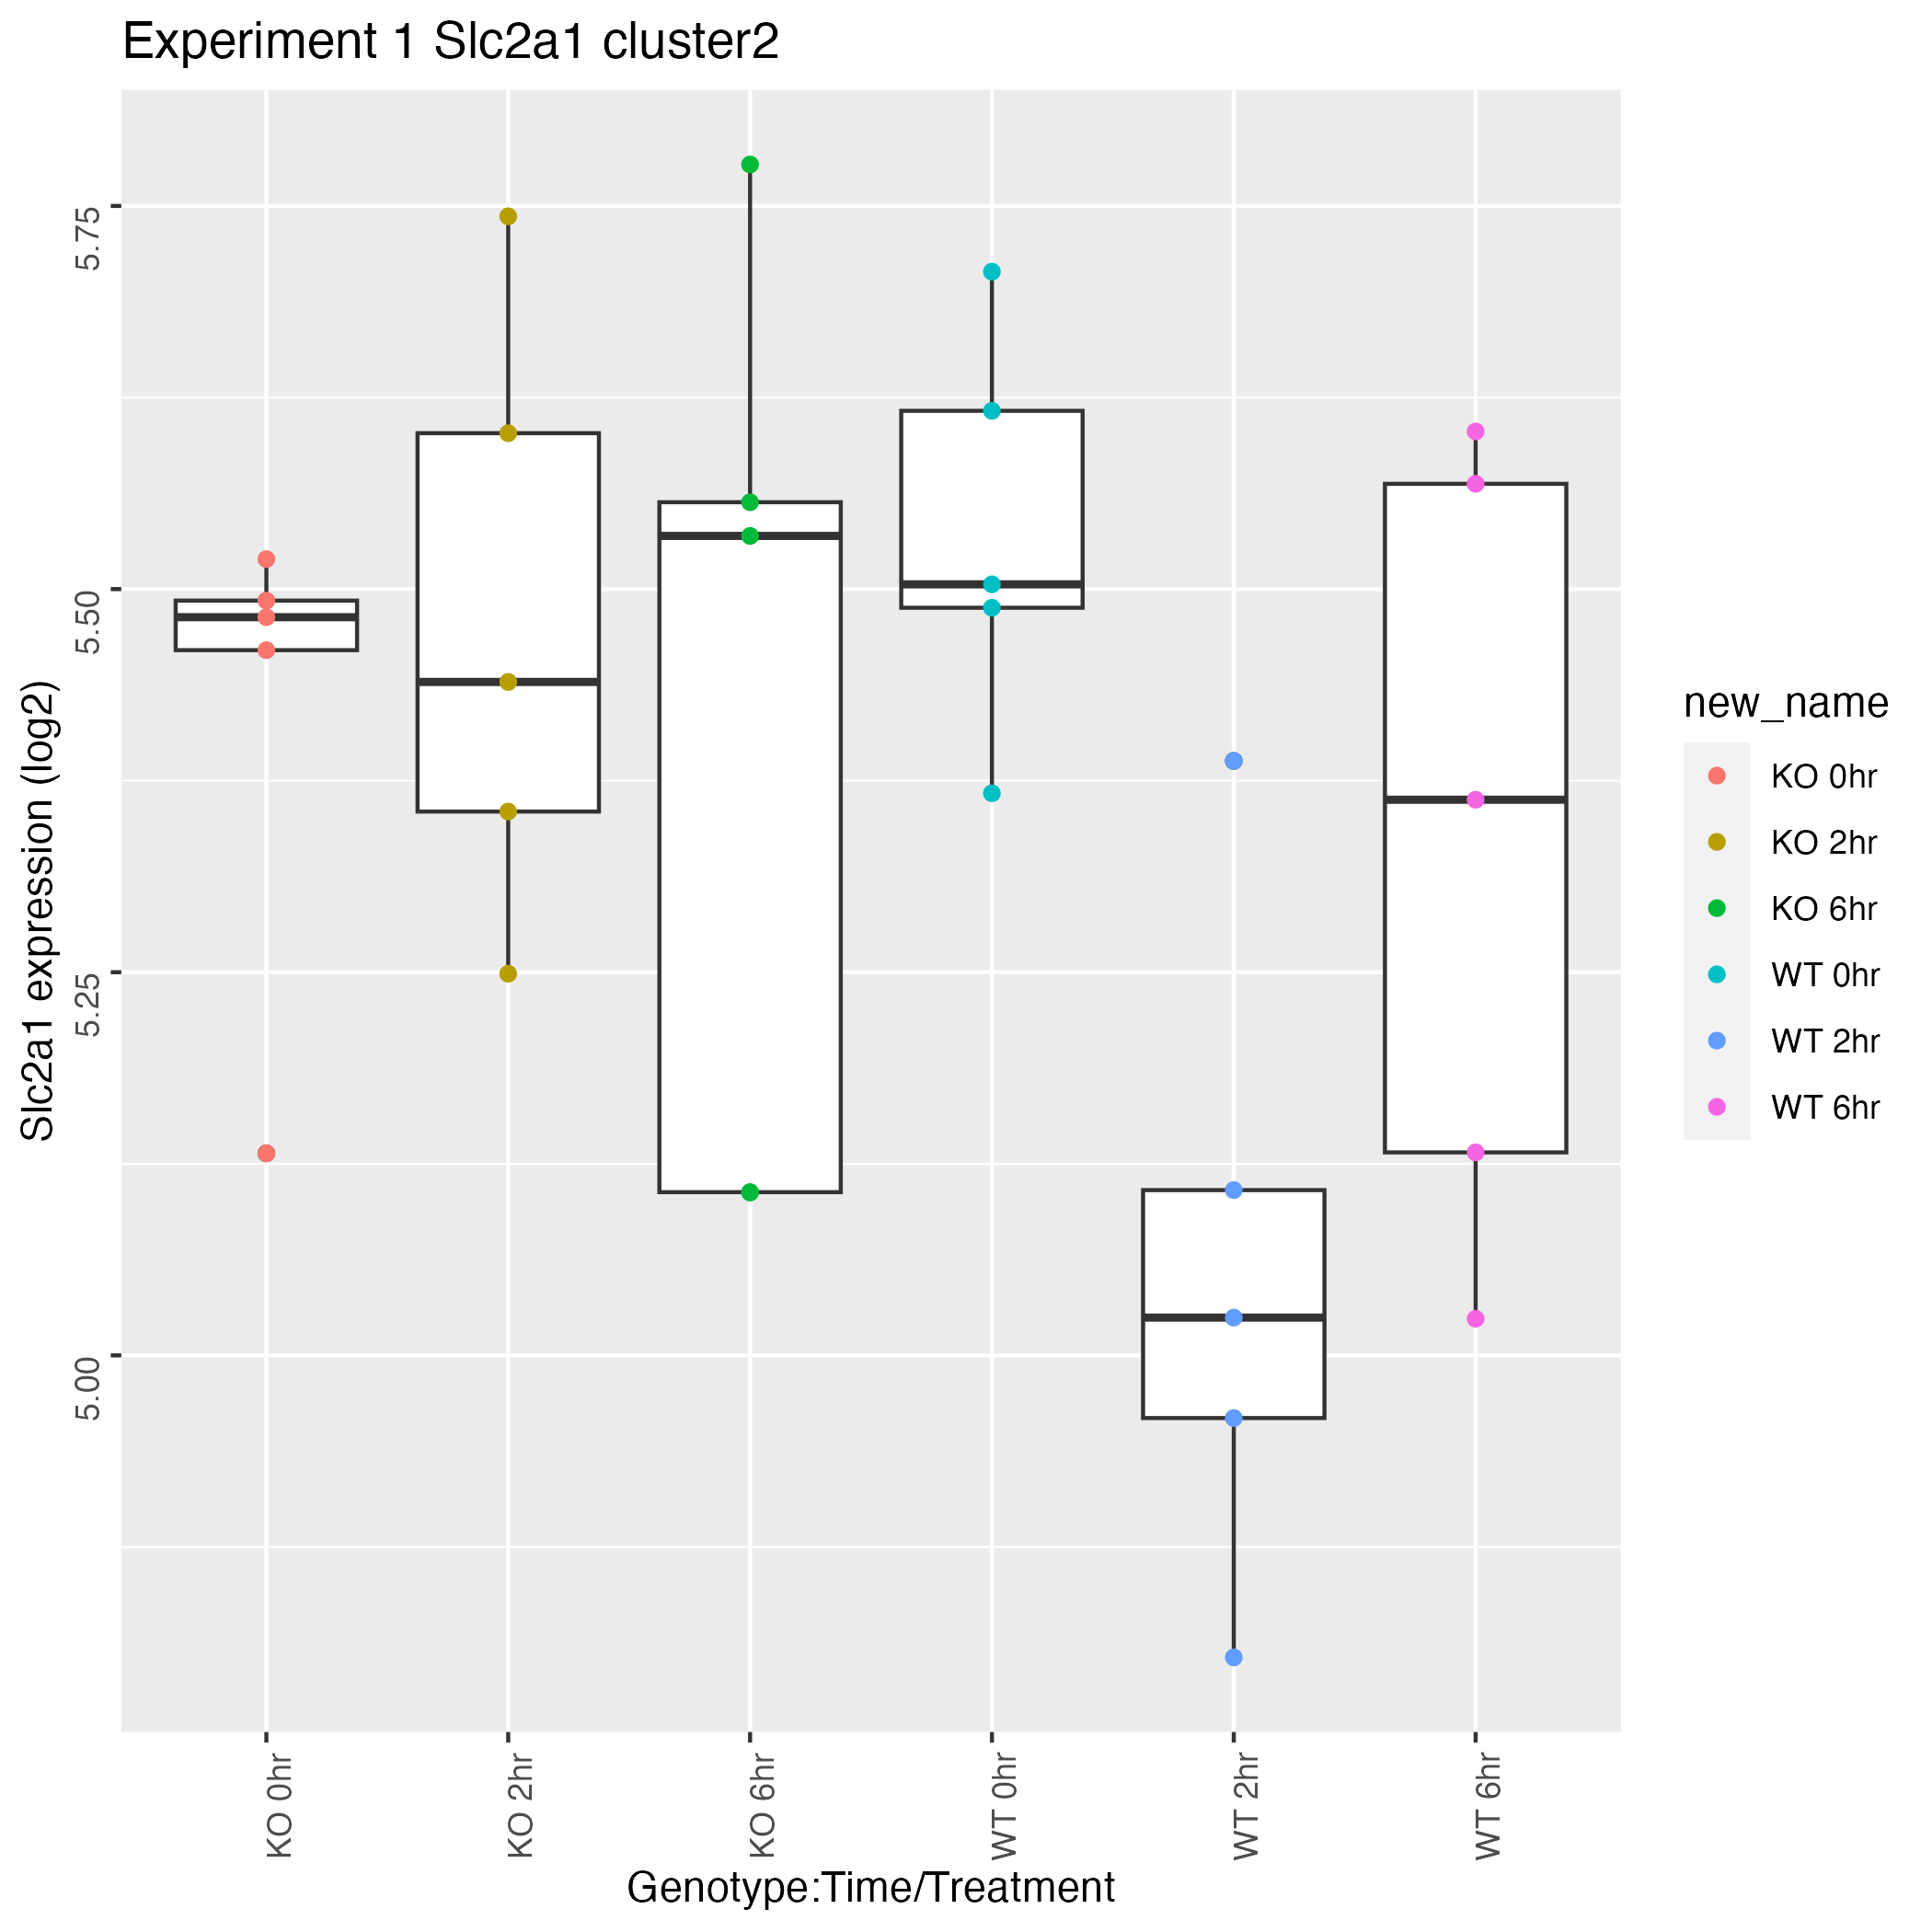 Experiment 1 Slc2a1 cluster2
Slc2a1 expression (log2)
5.75
5.50
5.25
5.00
KO 0hr
KO 2hr
KO 6hr
WT 0hr
WT 2hr
WT 6hr
Genotype:Time/Treatment
new_name
KO 0hr
KO 2hr
KO 6hr
WT 0hr
WT 2hr
WT 6hr